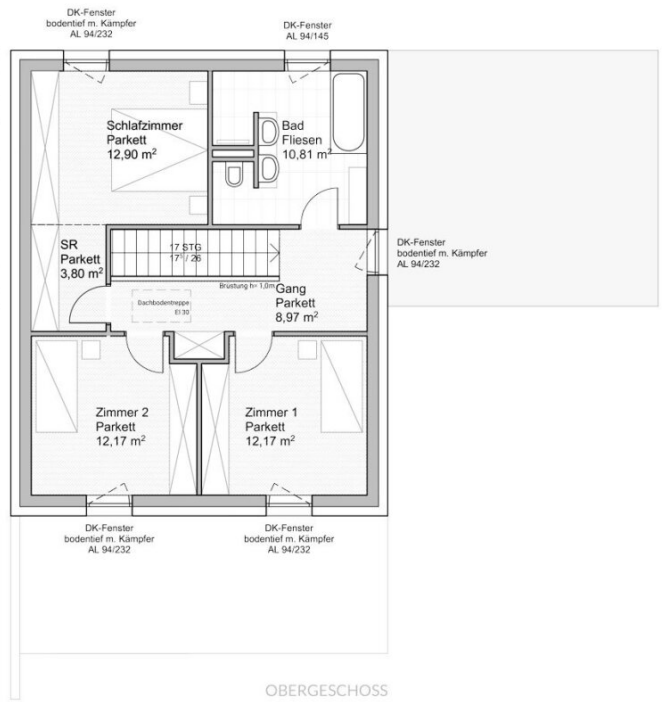 DK-Fenster
bodentief m. Kämpfer
AL 94/232
DK-Fenster
AL 94/145
Schlafzimmer
Parkett
12,90 m²
Bad
Fliesen
10,81 m²
SR
Parkett
3,80 m²
17 STG
17⁵ / 26
DK-Fenster
bodentief m. Kämpfer
AL 94/232
Brüstung h= 1,0m
Gang
Parkett
8,97 m²
Dachbodentreppe
EI 30
Zimmer 2
Parkett
12,17 m²
Zimmer 1
Parkett
12,17 m²
DK-Fenster
bodentief m. Kämpfer
AL 94/232
DK-Fenster
bodentief m. Kämpfer
AL 94/232
OBERGESCHOSS